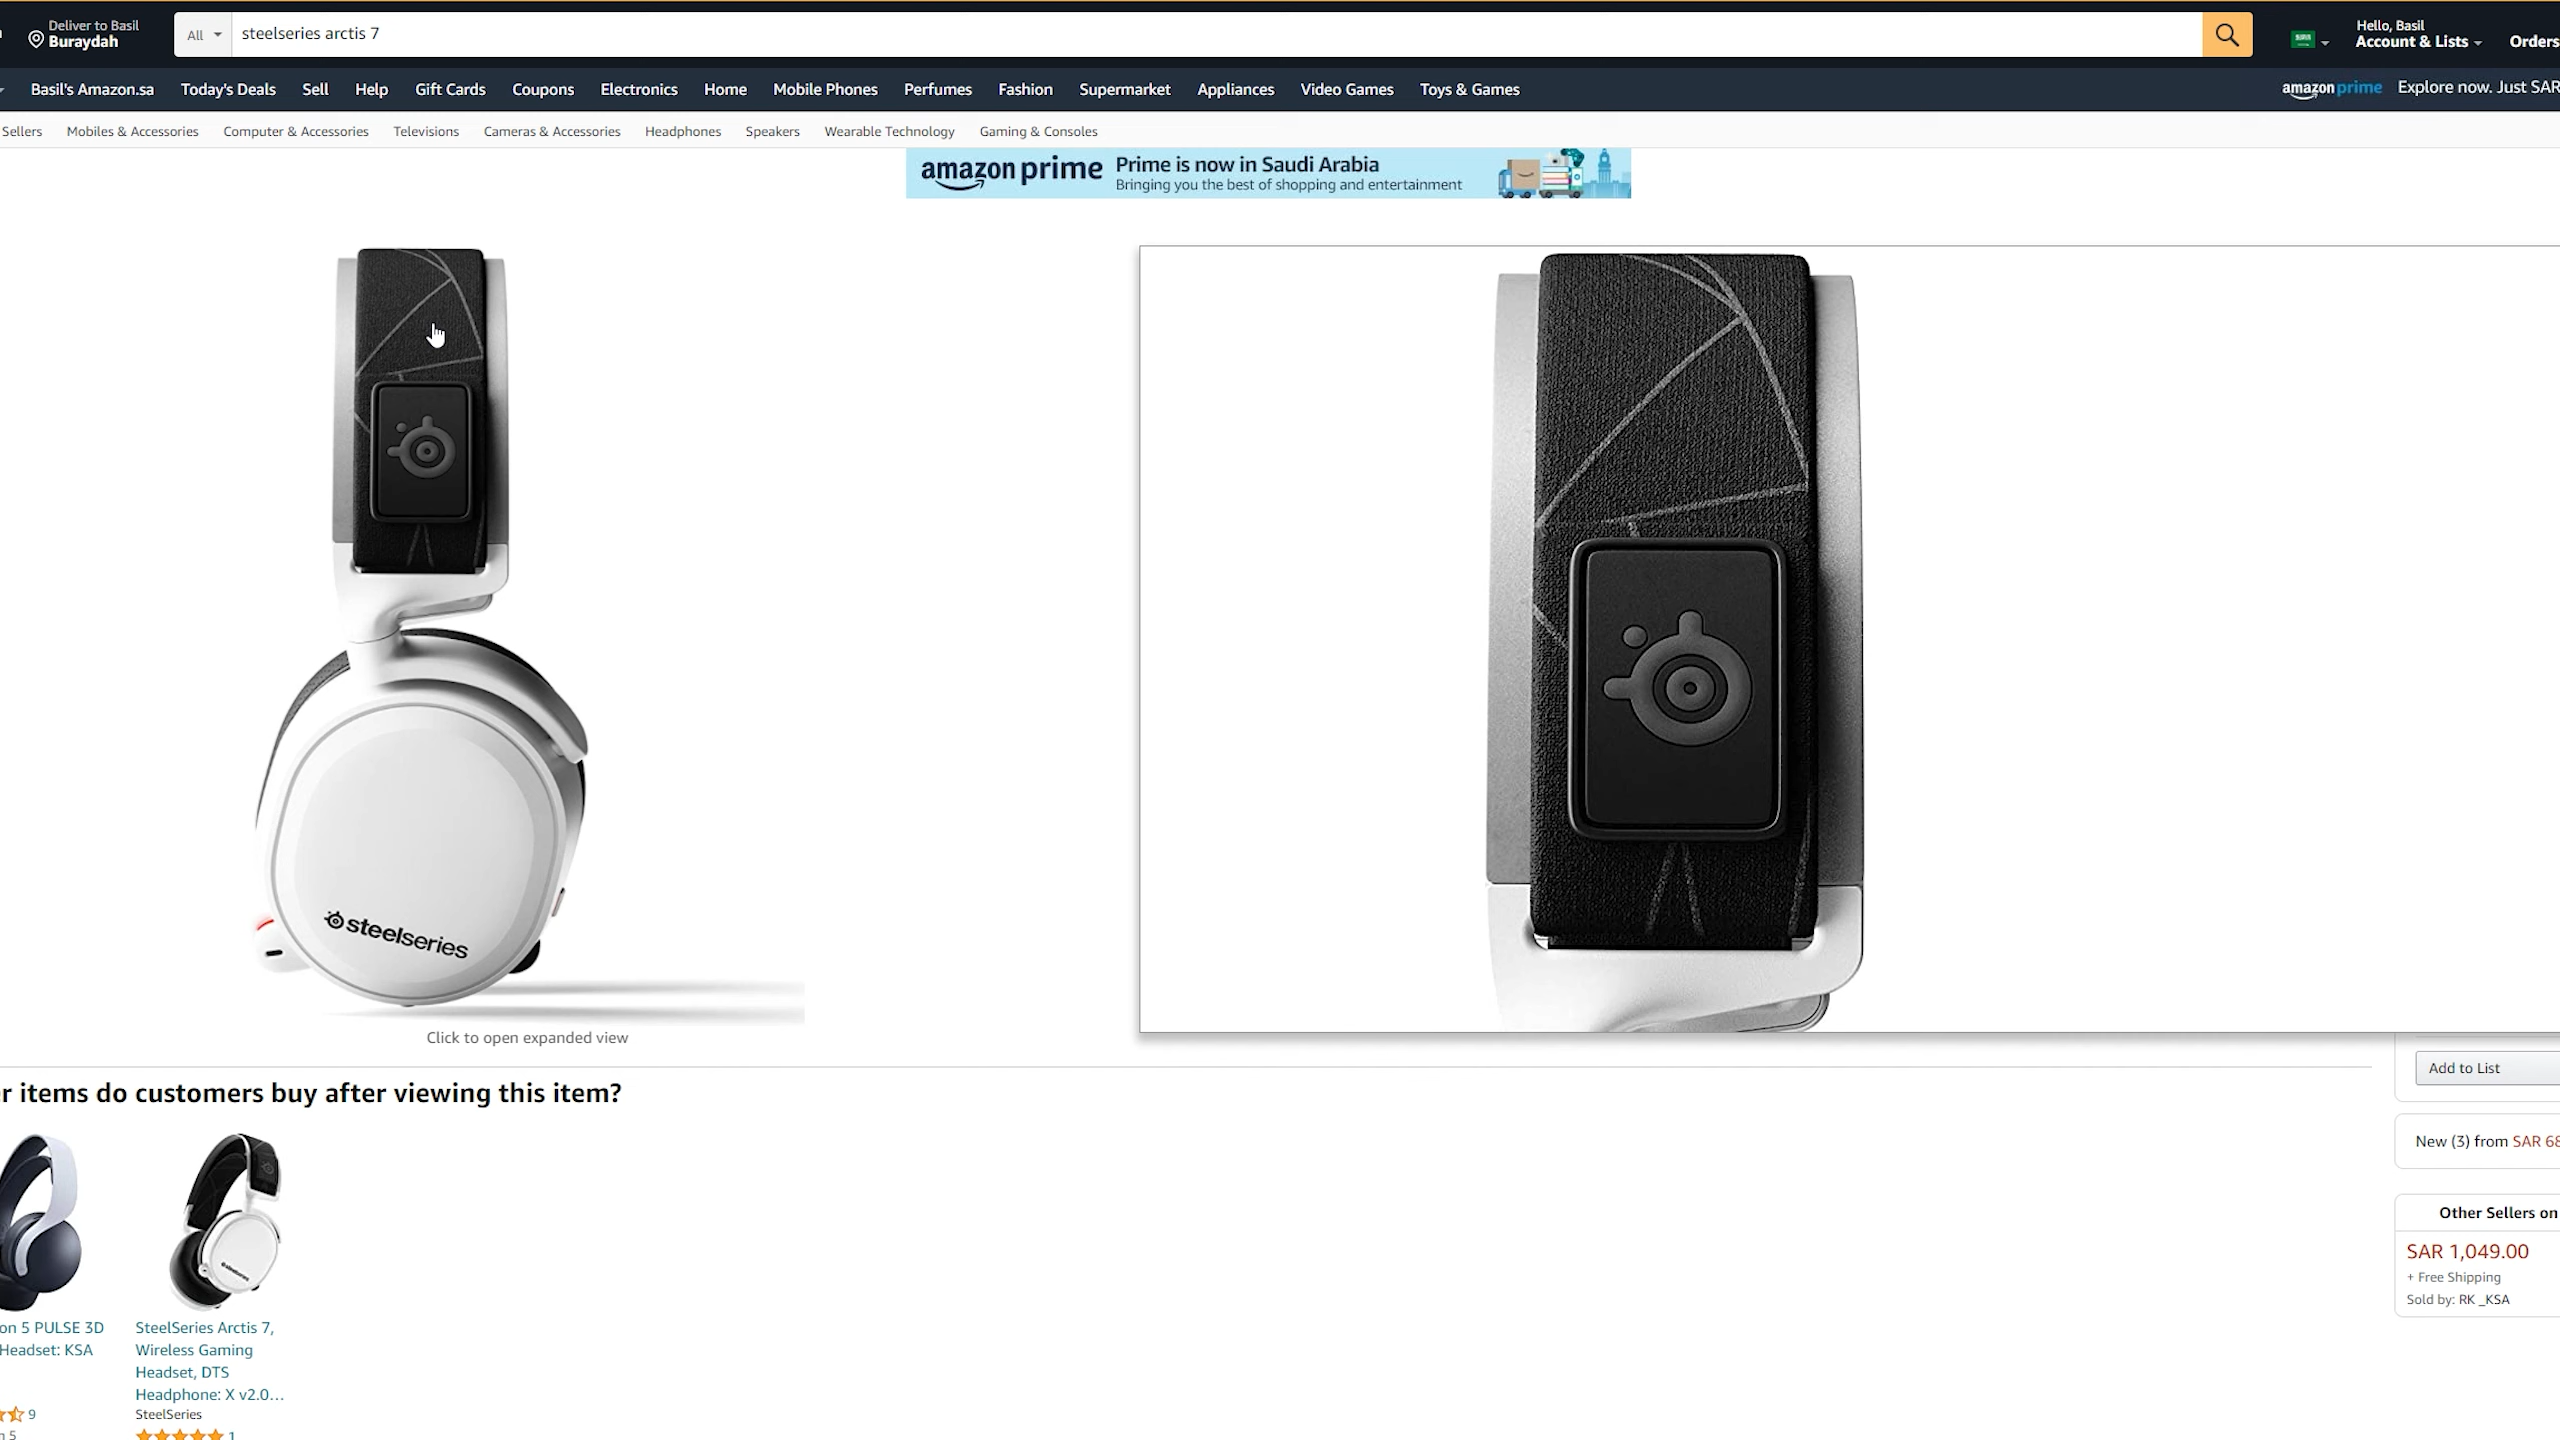 Deliver to Basil
Buraydah
All
steelseries arctis 7
Hello, Basil
Account & Lists
Orders
Basil's Amazon.sa Today's Deals Sell Help Gift Cards Coupons Electronics Home Mobile Phones Perfumes Fashion Supermarket Appliances Video Games Toys & Games
amazon prime Explore now. Just SAR
Sellers Mobiles & Accessories Computer & Accessories Televisions Cameras & Accessories Headphones Speakers Wearable Technology Gaming & Consoles
amazon prime
Prime is now in Saudi Arabia
Bringing you the best of shopping and entertainment
steelseries
Click to open expanded view
r items do customers buy after viewing this item?
on 5 PULSE 3D
Headset: KSA
9
n 5
SteelSeries Arctis 7,
Wireless Gaming
Headset, DTS
Headphone: X v2.0...
SteelSeries
1
Add to List
New (3) from SAR 68
Other Sellers on
SAR 1,049.00
+ Free Shipping
Sold by: RK _KSA